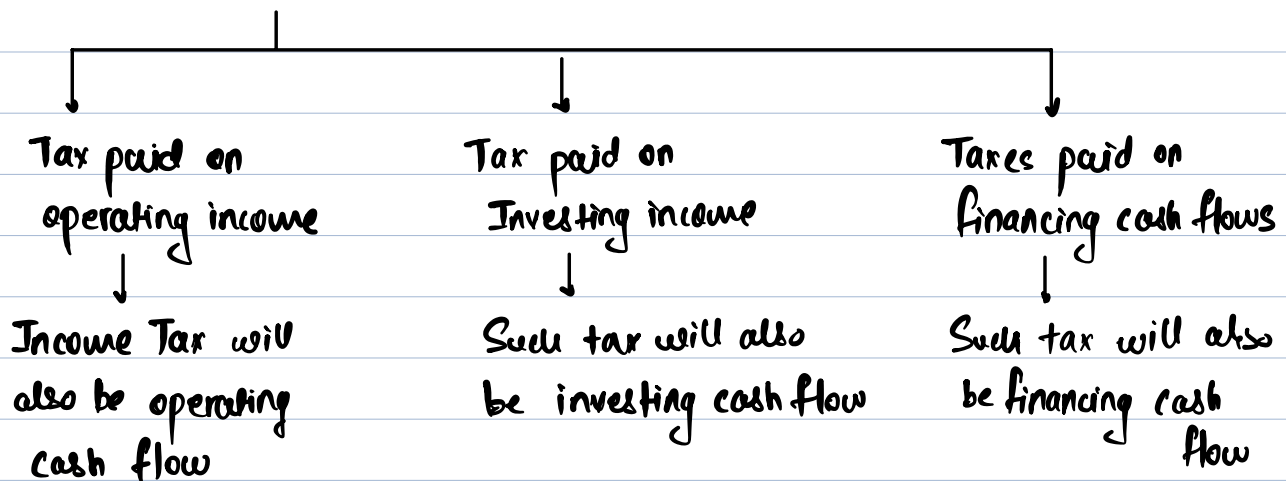 Tax paid on
operating income
Income Tax will
also be operating
cash flow
Tax paid on
Investing income
Such tax will also
be investing cash flow
Taxes paid on
financing cash flows
Such tax will also
be financing cash
flow